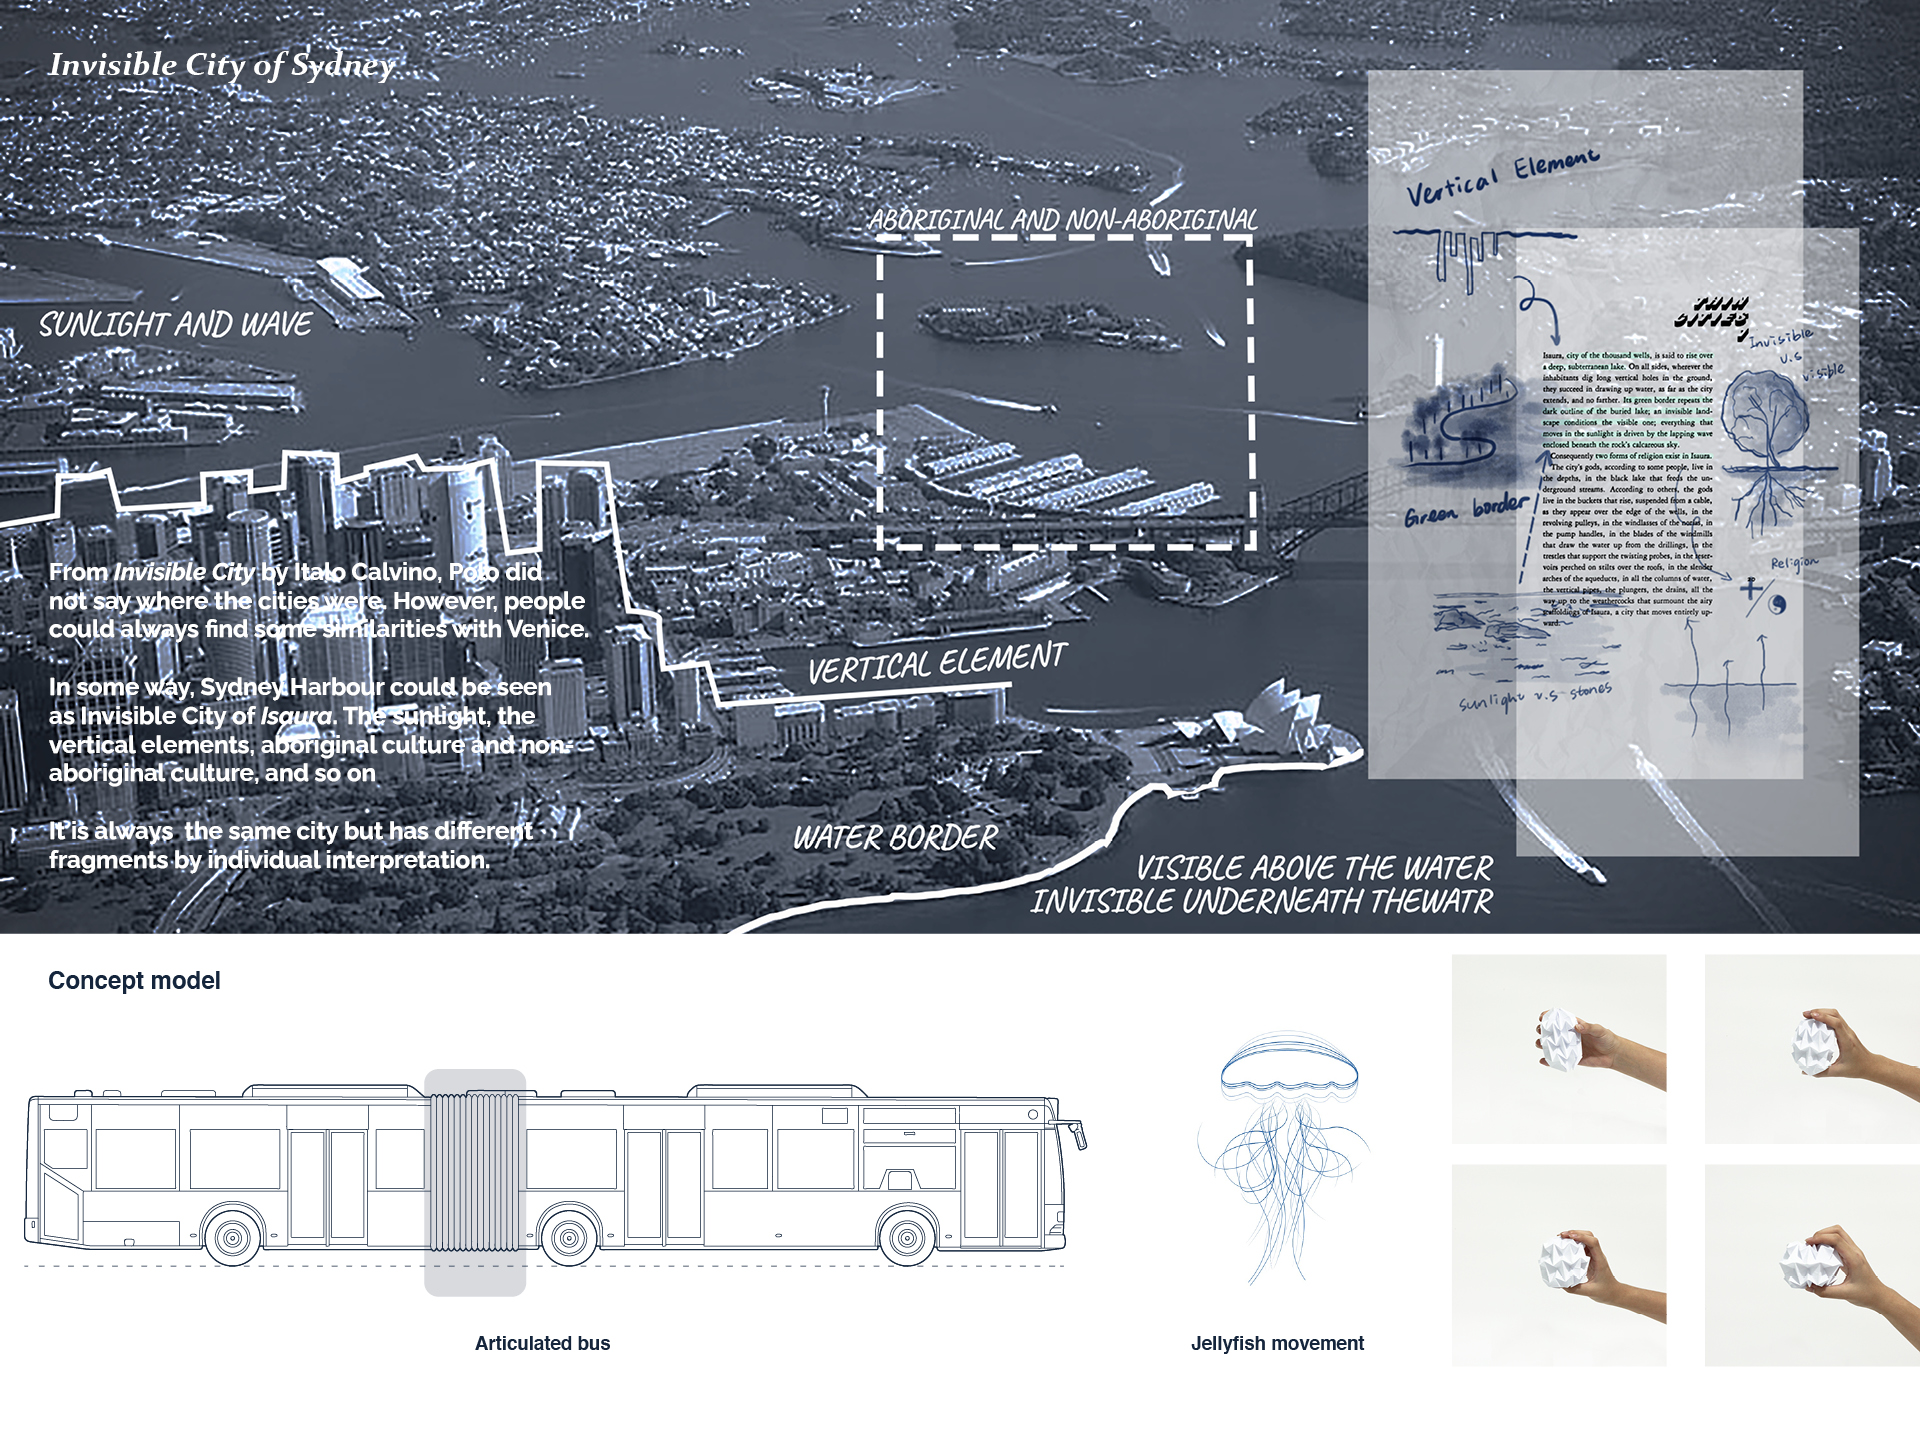 Invisible City of Sydney
SUNLIGHT AND WAVE
ABORIGINAL AND NON-ABORIGINAL
From Invisible City by Italo Calvino, Polo did
not say where the cities were. However, people
could always find some similarities with Venice.
In some way, Sydney Harbour could be seen
as Invisible City of Isaura. The sunlight, the
vertical elements, aboriginal culture and non-
aboriginal culture, and so on
It is always the same city but has different
fragments by individual interpretation.
VERTICAL ELEMENT
WATER BORDER
VISIBLE ABOVE THE WATER
INVISIBLE UNDERNEATH THEWATR
Vertical Element
THIN
CITIES
Invisible
v.s
visible
Isaura, city of the thousand wells, is said to rise over
a deep, subterranean lake. On all sides, wherever the
inhabitants dig long vertical holes in the ground,
they succeed in drawing up water, as far as the city
extends, and no farther. Its green border repeats the
dark outline of the buried lake; an invisible land-
scape conditions the visible one; everything that
moves in the sunlight is driven by the lapping wave
enclosed beneath the rock's calcareous sky.
Consequently two forms of religion exist in Isaura.
The city's gods, according to some people, live in
the depths, in the black lake that feeds the un-
derground streams. According to others, the gods
live in the buckets that rise, suspended from a cable,
as they appear over the edge of the wells, in the
revolving pulleys, in the windlasses of the norias, in
the pump handles, in the blades of the windmills
that draw the water up from the drillings, in the
trestles that support the twisting probes, in the reser-
voirs perched on stilts over the roofs, in the slender
arches of the aqueducts, in all the columns of water,
the vertical pipes, the plungers, the drains, all the
way up to the weathercocks that surmount the airy
scaffoldings of Isaura, a city that moves entirely up-
ward.
Green border
Religion
Sunlight v.s stones
Concept model
Articulated bus
Jellyfish movement